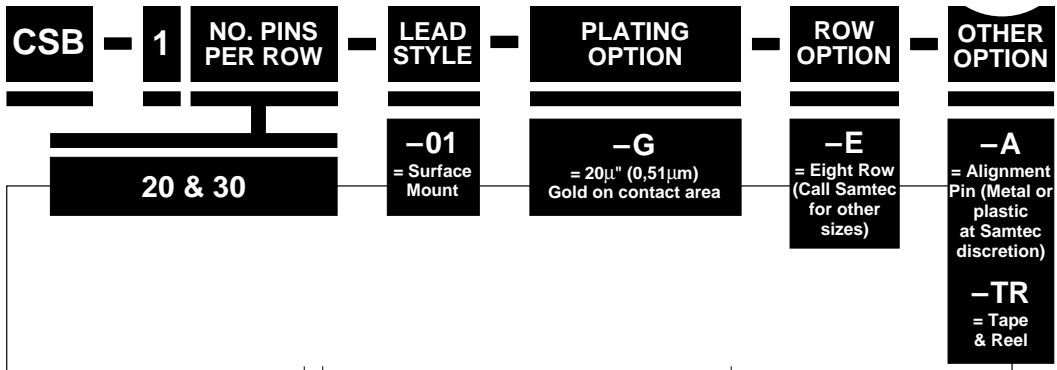 CSB
1
NO. PINS
PER ROW
LEAD
STYLE
PLATING
OPTION
ROW
OPTION
OTHER
OPTION
20 & 30
–01
= Surface
Mount
–G
= 20µ" (0,51µm)
Gold on contact area
–E
= Eight Row
(Call Samtec
for other
sizes)
–A
= Alignment
Pin (Metal or
plastic
at Samtec
discretion)
–TR
= Tape
& Reel